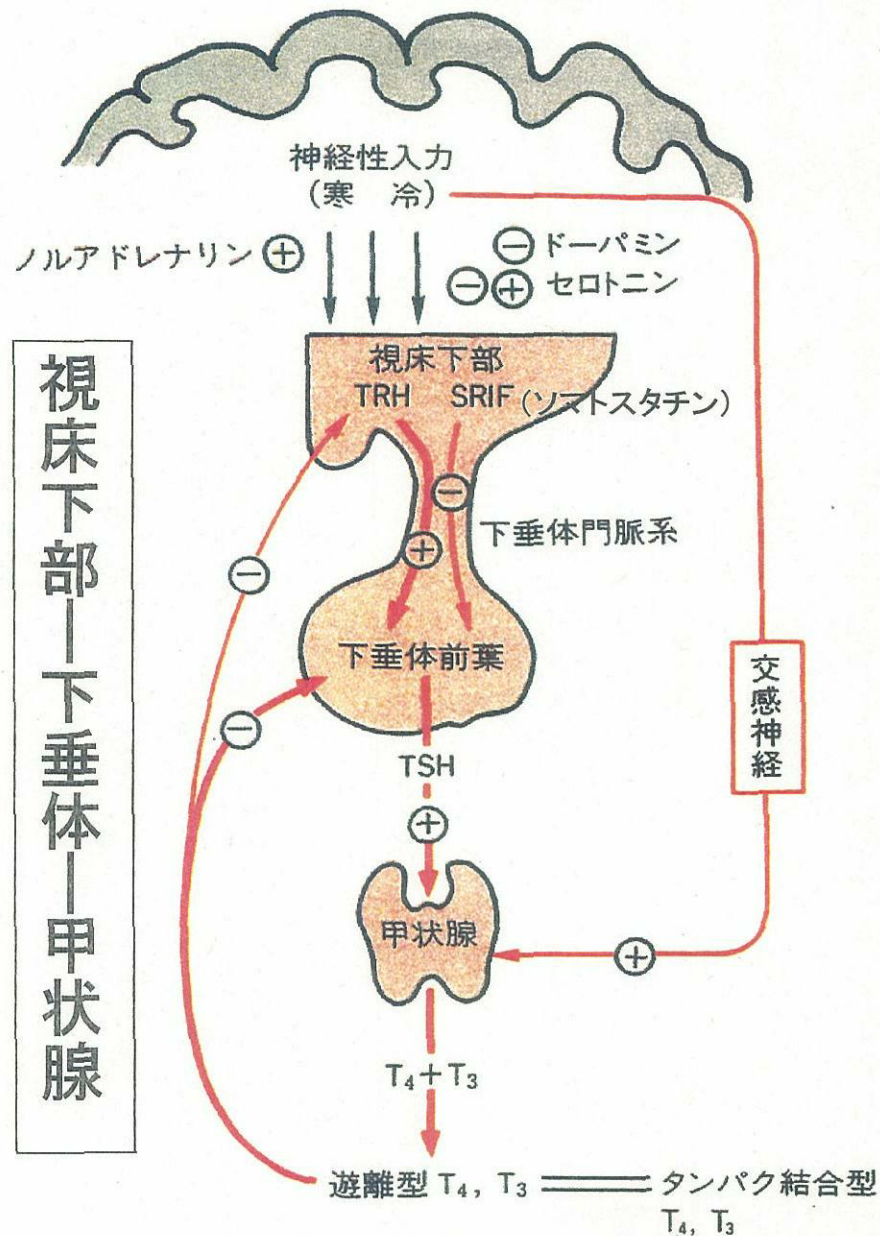 神経性入力
(寒 冷)
ノルアドレナリン ⊕
⊖ ドーパミン
⊖⊕ セロトニン
視床下部
TRH SRIF (ソマトスタチン)
⊖
⊕
下垂体門脈系
⊖
下垂体前葉
⊖
TSH
⊕
交感神経
甲状腺
⊕
T₄+T₃
遊離型 T₄, T₃
タンパク結合型
T₄, T₃
視床下部—下垂体—甲状腺